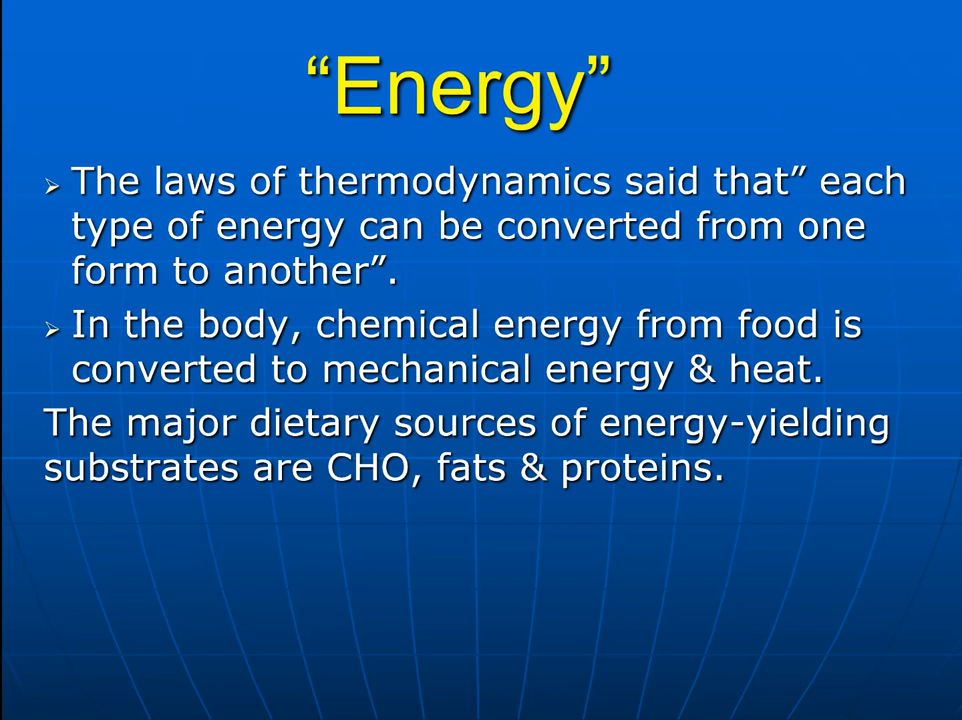 “Energy”
➢ The laws of thermodynamics said that” each
type of energy can be converted from one
form to another”.
➢ In the body, chemical energy from food is
converted to mechanical energy & heat.
The major dietary sources of energy-yielding
substrates are CHO, fats & proteins.